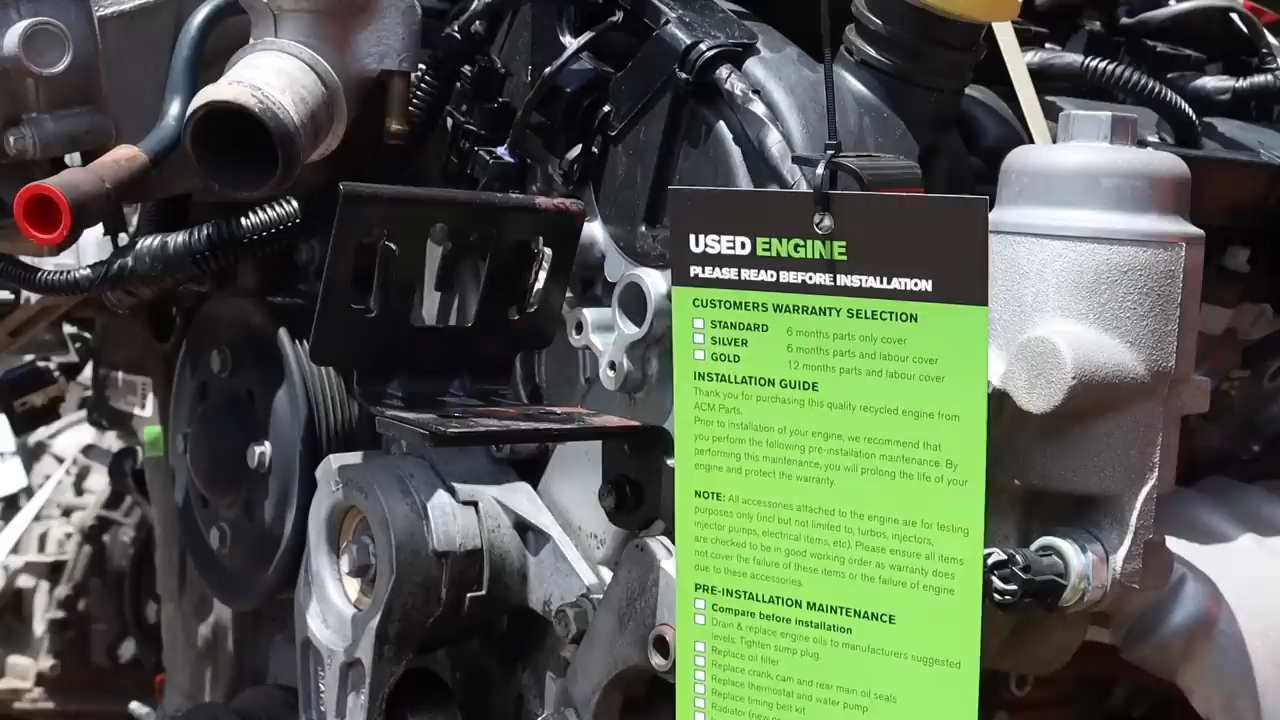 USED ENGINE
PLEASE READ BEFORE INSTALLATION
CUSTOMERS WARRANTY SELECTION
STANDARD 6 months parts only cover
SILVER 6 months parts and labour cover
GOLD 12 months parts and labour cover
INSTALLATION GUIDE
Thank you for purchasing this quality recycled engine from
ACM Parts.
Prior to installation of your engine, we recommend that
you perform the following pre-installation maintenance. By
performing this maintenance, you will prolong the life of your
engine and protect the warranty.
NOTE: All accessories attached to the engine are for testing
purposes only (incl but not limited to, turbos, injectors,
injector pumps, electrical items, etc). Please ensure all items
are checked to be in good working order as warranty does
not cover the failure of these items or the failure of engine
due to these accessories.
PRE-INSTALLATION MAINTENANCE
Compare before installation
Drain & replace engine oils to manufacturers suggested
levels. Tighten sump plug.
Replace oil filter
Replace crank, cam and rear main oil seals
Replace thermostat and water pump
Replace timing belt kit
Radiator (new